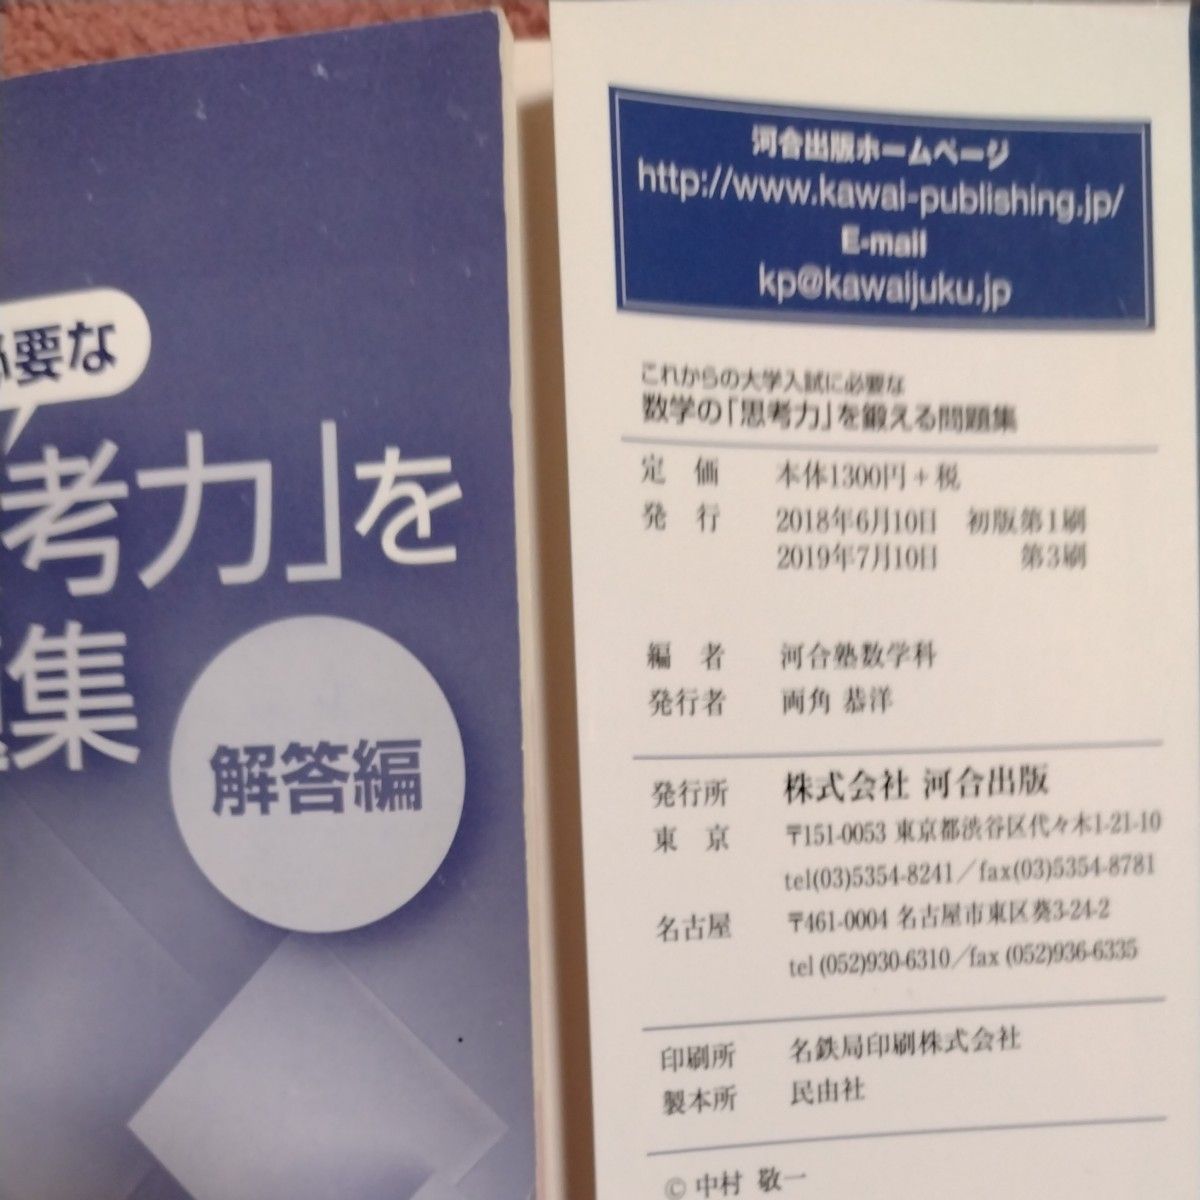 必要な
考力」を
題集
解答編
河合出版ホームページ
http://www.kawai-publishing.jp/
E-mail
kp@kawaijuku.jp
これからの大学入試に必要な
数学の「思考力」を鍛える問題集
定 価 本体1300円+税
発 行 2018年6月10日 初版第1刷
2019年7月10日 第3刷
編 者 河合塾数学科
発行者 両角 恭洋
発行所 株式会社 河合出版
東 京 〒151-0053 東京都渋谷区代々木1-21-10
tel(03)5354-8241/fax(03)5354-8781
名古屋 〒461-0004 名古屋市東区葵3-24-2
tel (052)930-6310/fax (052)936-6335
印刷所 名鉄局印刷株式会社
製本所 民由社
© 中村 敬一